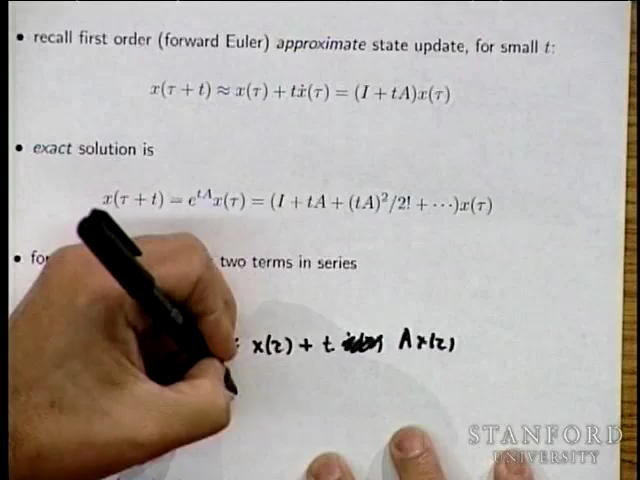 • recall first order (forward Euler) approximate state update, for small t:
x(τ + t) ≈ x(τ) + tẋ(τ) = (I + tA)x(τ)
• exact solution is
x(τ + t) = e^{tA}x(τ) = (I + tA + (tA)²/2! + ···)x(τ)
• two terms in series
x(τ) + t Ax(τ)
STANFORD
UNIVERSITY